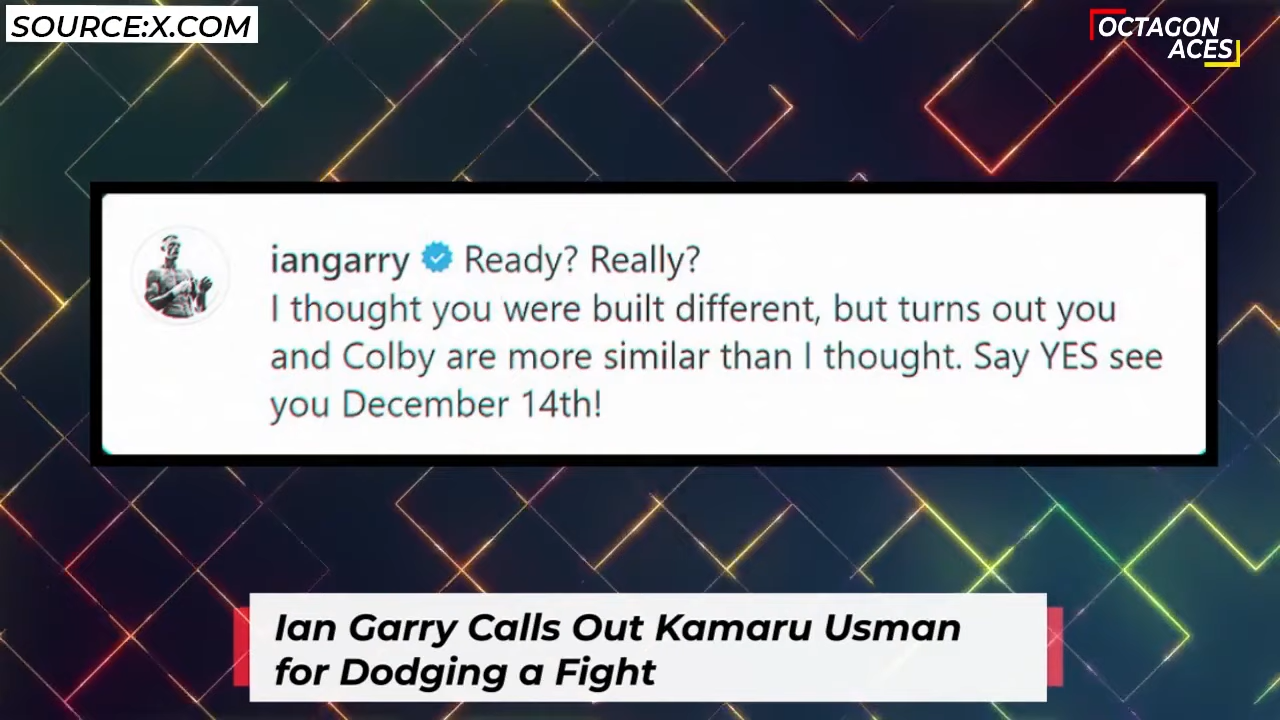 SOURCE:X.COM
OCTAGON
ACES
iangarry Ready? Really?
I thought you were built different, but turns out you
and Colby are more similar than I thought. Say YES see
you December 14th!
Ian Garry Calls Out Kamaru Usman
for Dodging a Fight